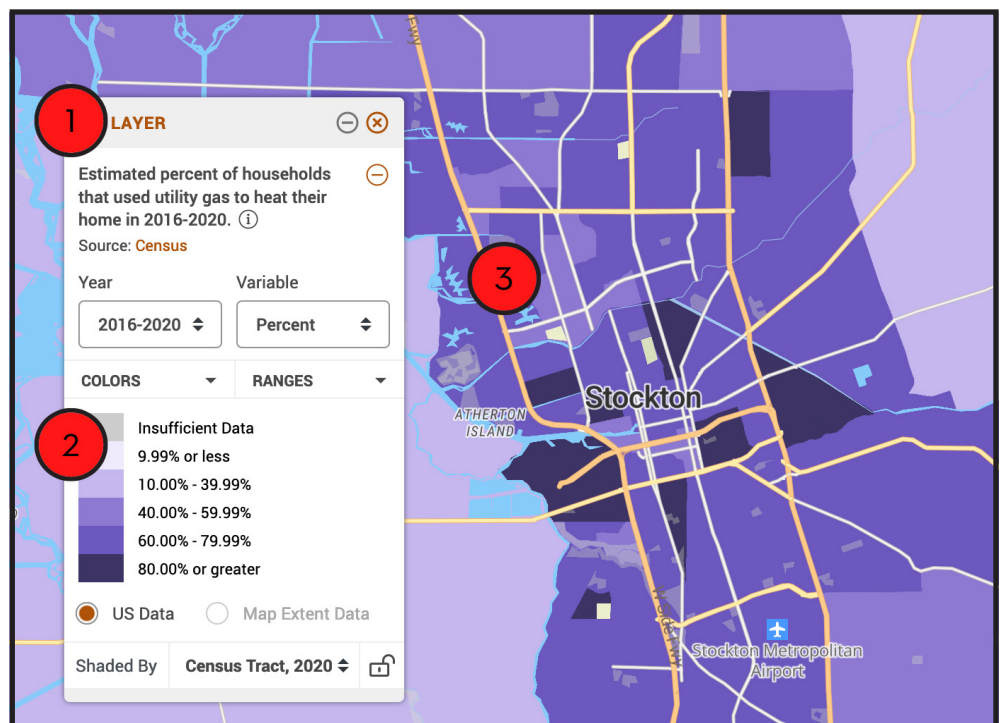 1
LAYER
Estimated percent of households
that used utility gas to heat their
home in 2016-2020.
Source: Census
Year
Variable
2016-2020
Percent
COLORS
RANGES
2
Insufficient Data
9.99% or less
10.00% - 39.99%
40.00% - 59.99%
60.00% - 79.99%
80.00% or greater
US Data
Map Extent Data
Shaded By
Census Tract, 2020
Fwy
3
Stockton
ATHERTON
ISLAND
Fwy
Stockton Metropolitan
Airport